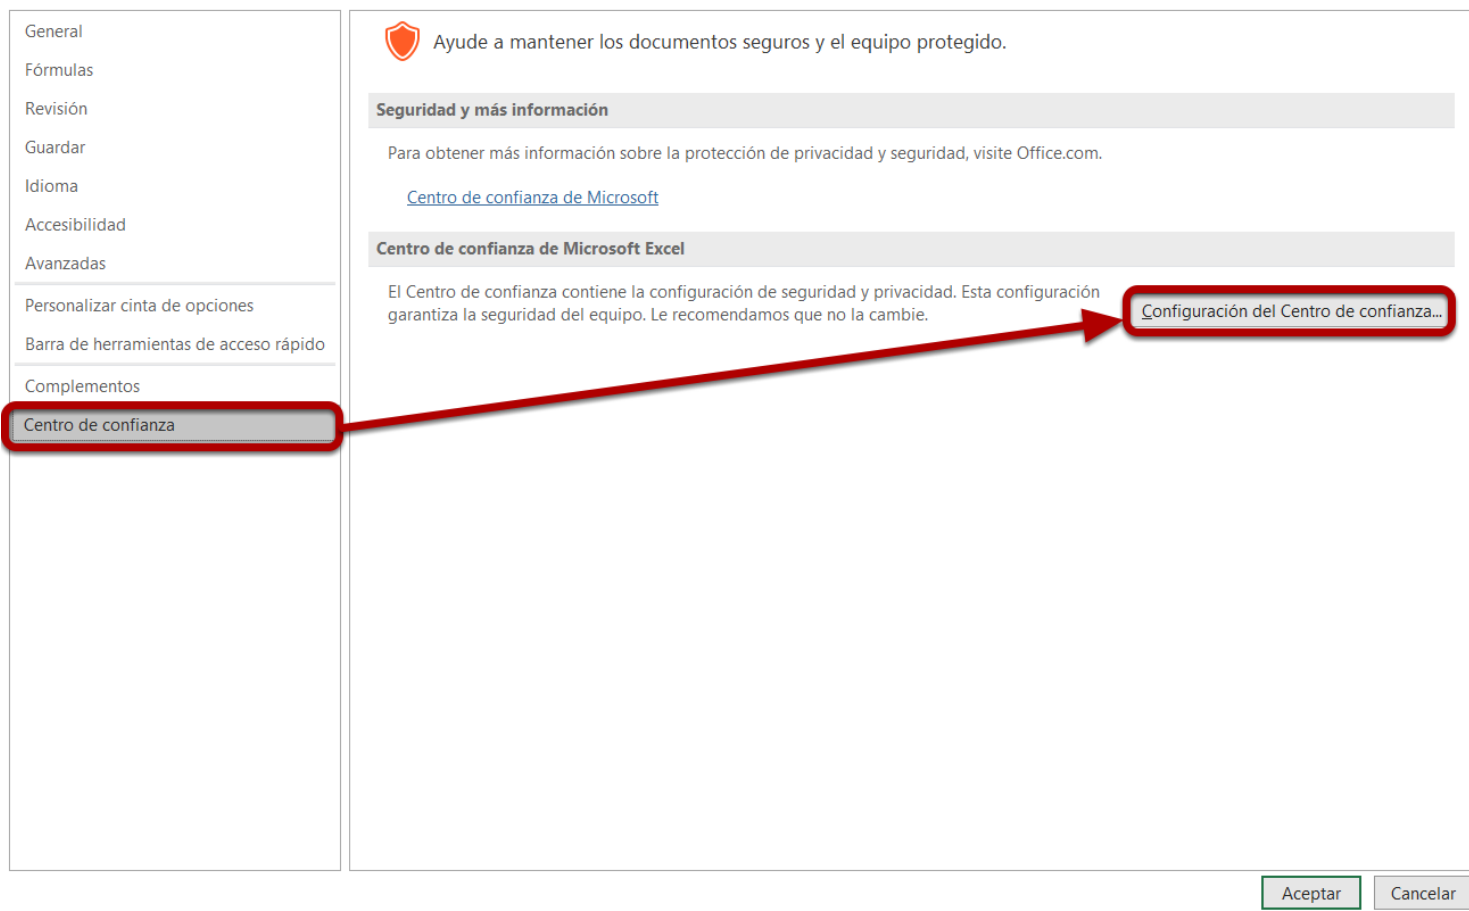 General
Fórmulas
Revisión
Guardar
Idioma
Accesibilidad
Avanzadas
Personalizar cinta de opciones
Barra de herramientas de acceso rápido
Complementos
Centro de confianza
Ayude a mantener los documentos seguros y el equipo protegido.
Seguridad y más información
Para obtener más información sobre la protección de privacidad y seguridad, visite Office.com.
Centro de confianza de Microsoft
Centro de confianza de Microsoft Excel
El Centro de confianza contiene la configuración de seguridad y privacidad. Esta configuración
garantiza la seguridad del equipo. Le recomendamos que no la cambie.
Configuración del Centro de confianza...
Aceptar
Cancelar